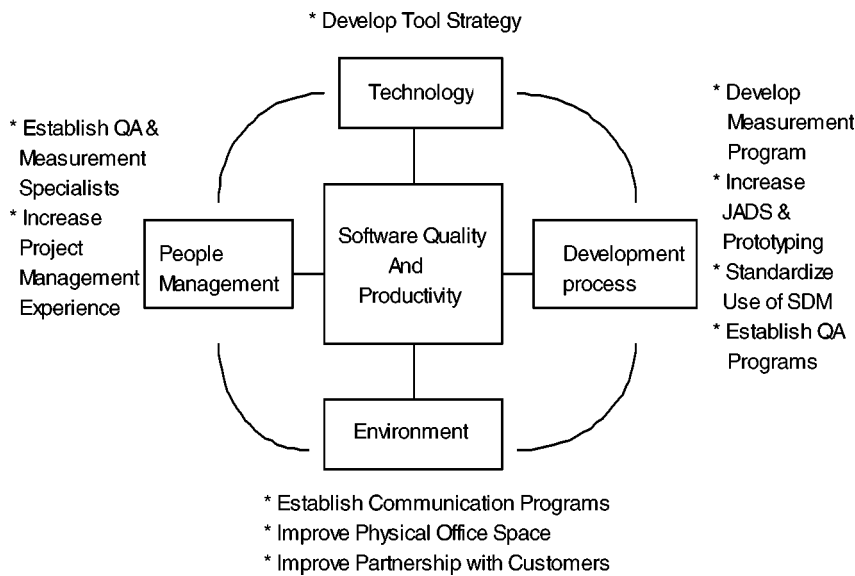 * Develop Tool Strategy
Technology
* Establish QA &
Measurement
Specialists
* Increase
Project
Management
Experience
People
Management
Software Quality
And
Productivity
Development
process
* Develop
Measurement
Program
* Increase
JADS &
Prototyping
* Standardize
Use of SDM
* Establish QA
Programs
Environment
* Establish Communication Programs
* Improve Physical Office Space
* Improve Partnership with Customers